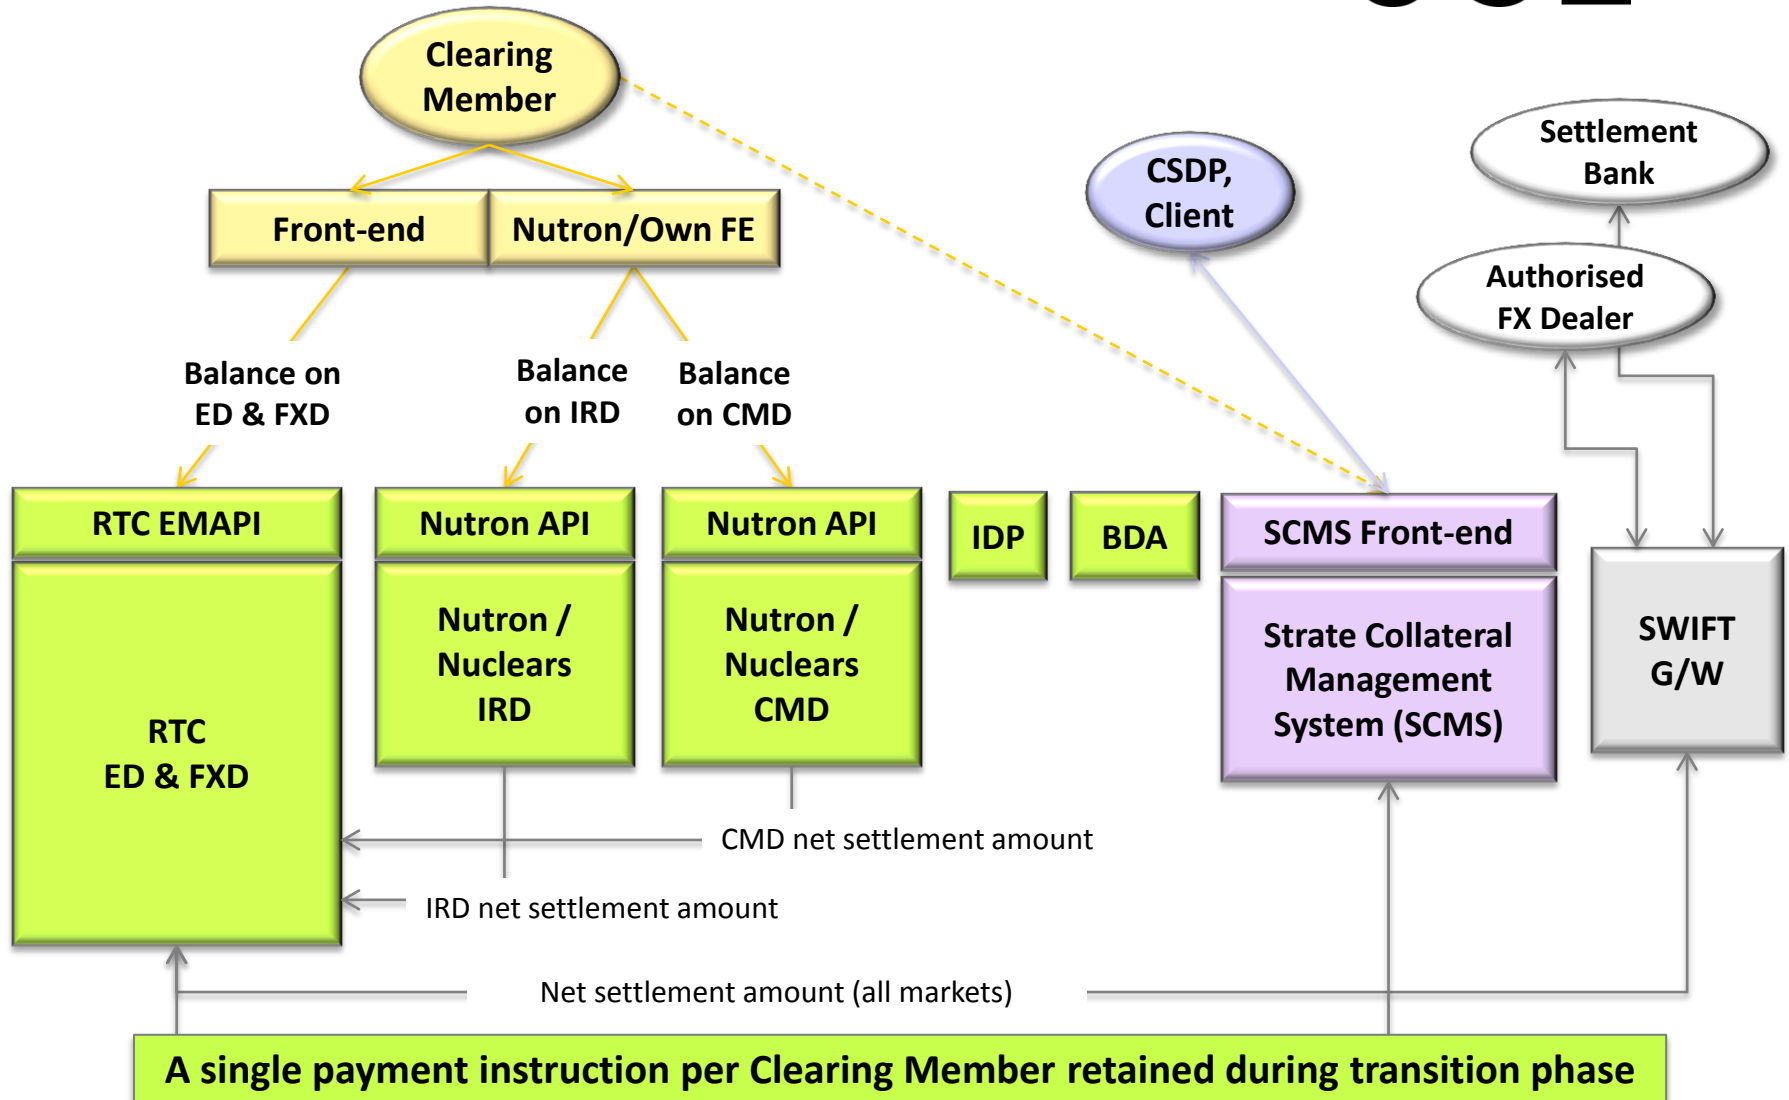 Clearing
Member
Settlement
Bank
CSDP,
Client
Front-end
Nutron/Own FE
Authorised
FX Dealer
Balance on
ED & FXD
Balance
on IRD
Balance
on CMD
RTC EMAPI
Nutron API
Nutron API
IDP
BDA
SCMS Front-end
RTC
ED & FXD
Nutron /
Nuclears
IRD
Nutron /
Nuclears
CMD
Strate Collateral
Management
System (SCMS)
SWIFT
G/W
CMD net settlement amount
IRD net settlement amount
Net settlement amount (all markets)
A single payment instruction per Clearing Member retained during transition phase